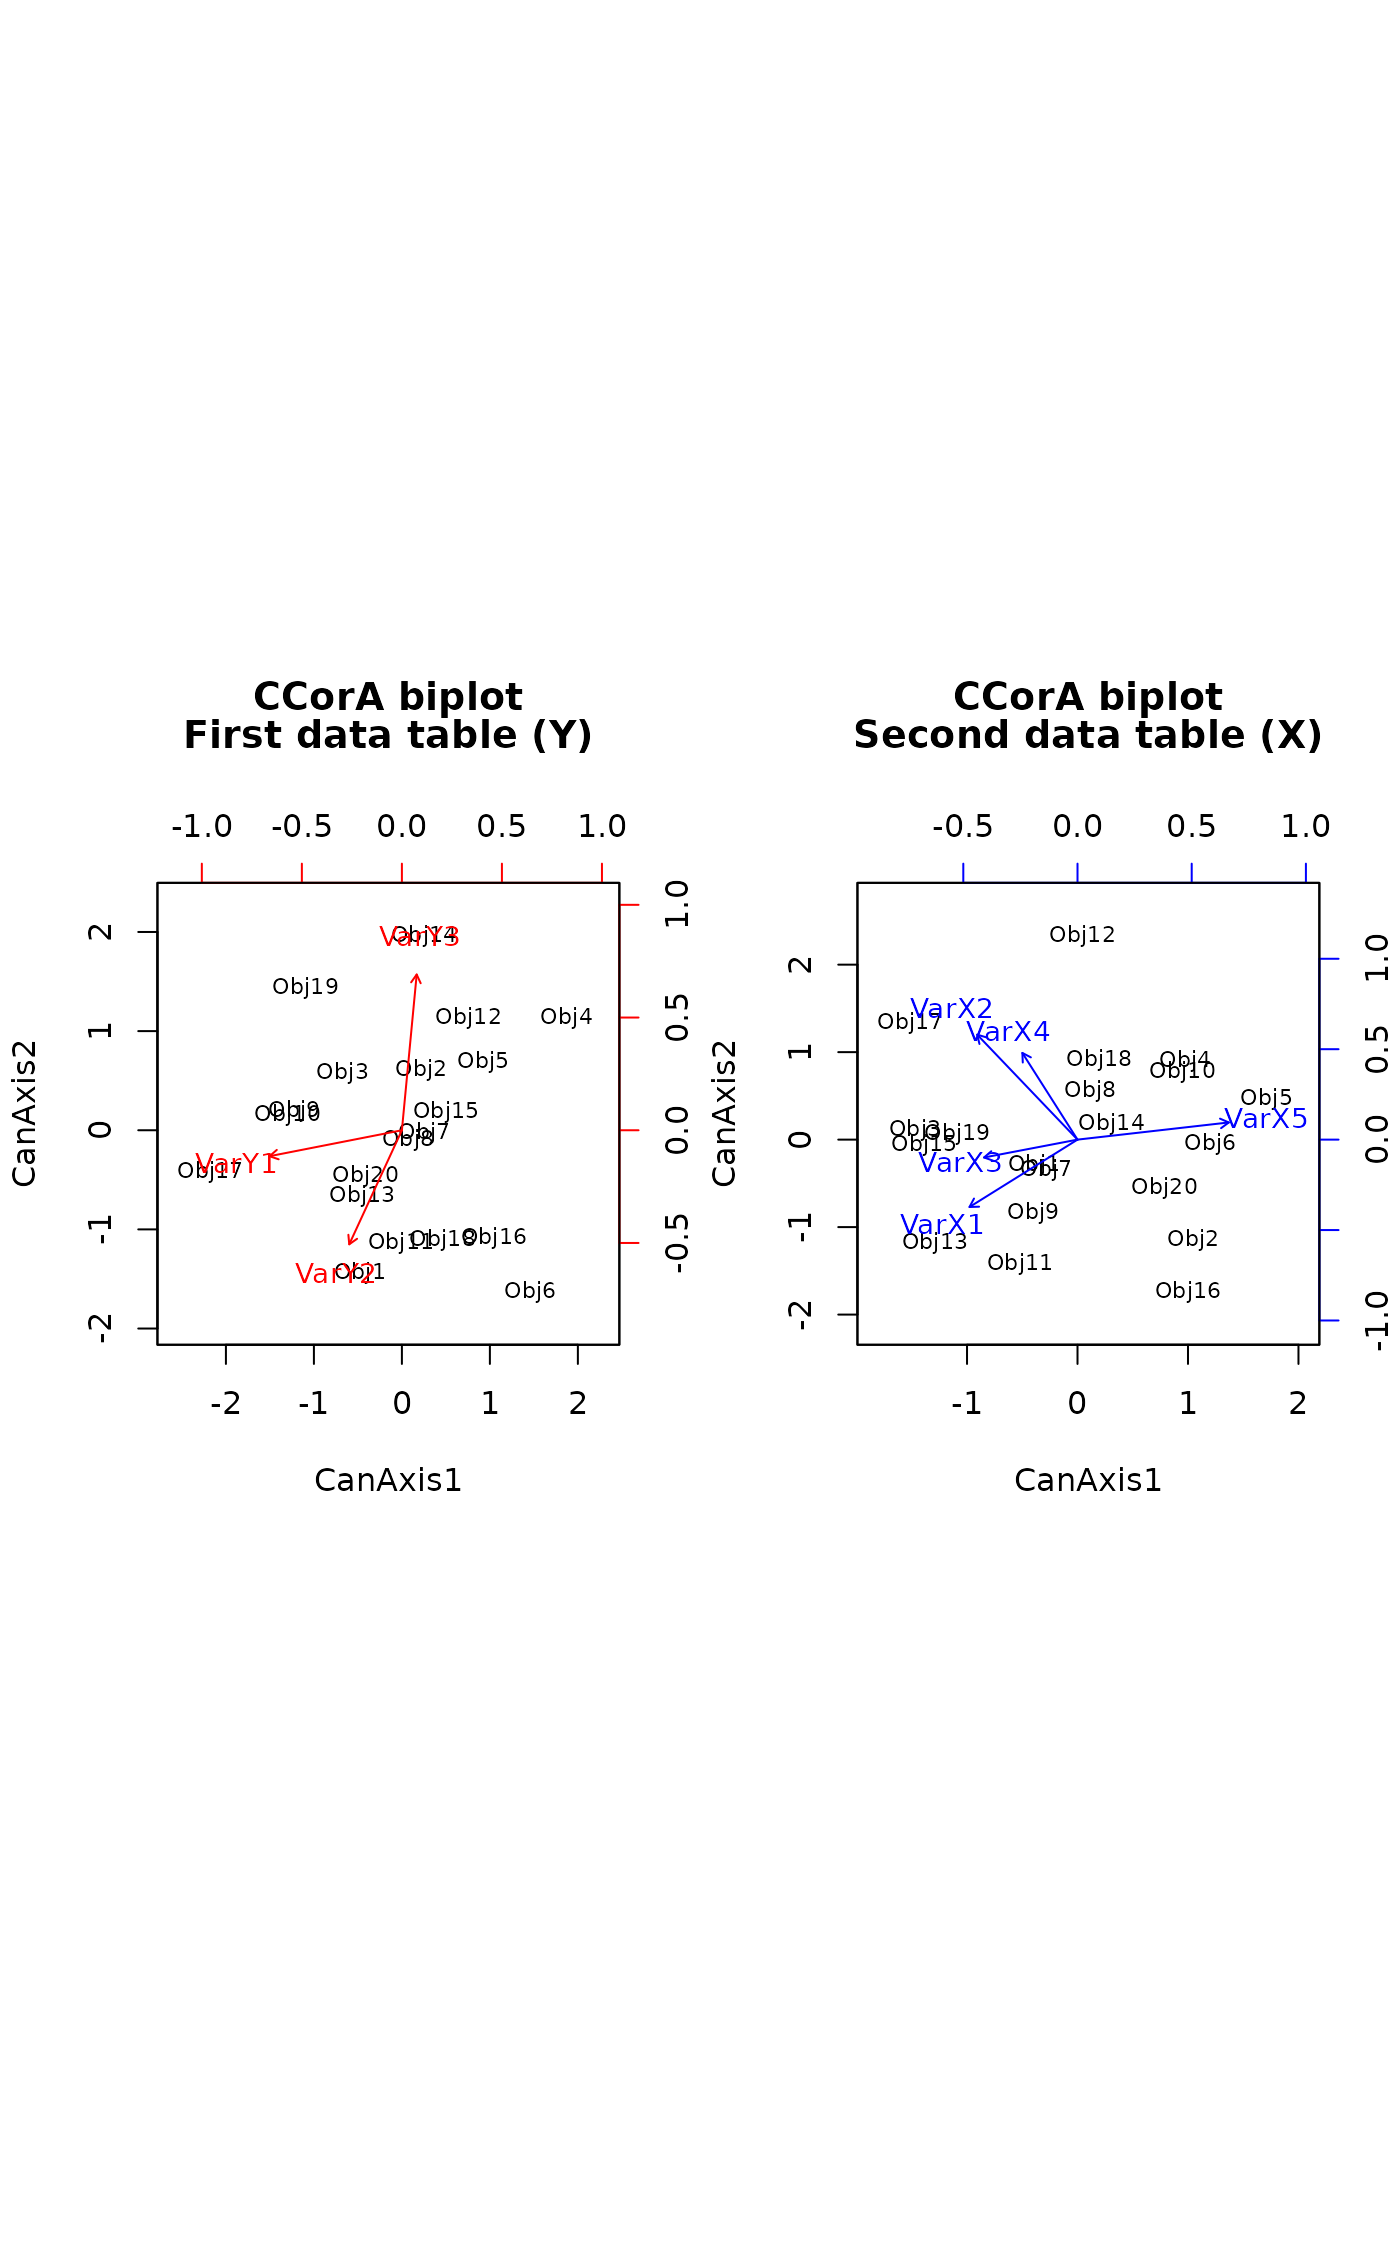 CCorA biplot
First data table (Y)
-1.0 -0.5 0.0 0.5 1.0
VarY3
Obj14
Obj19
Obj12
Obj4
Obj5
Obj2
Obj3
Obj9
Obj10
Obj15
Obj7
Obj8
VarY1
Obj17
Obj20
Obj13
Obj11
Obj18
Obj16
VarY2
Obj1
Obj6
2
1
0
-1
-2
1.0
0.5
0.0
-0.5
CanAxis2
-2 -1 0 1 2
CanAxis1
CCorA biplot
Second data table (X)
-0.5 0.0 0.5 1.0
Obj12
VarX2
Obj17
VarX4
Obj18
Obj4
Obj10
Obj8
Obj5
VarX5
Obj14
Obj3
Obj19
Obj15
Obj6
VarX3
Obj1
Obj7
Obj20
Obj9
VarX1
Obj13
Obj2
Obj11
Obj16
2
1
0
-1
-2
1.0
0.5
0.0
-1.0
CanAxis2
-1 0 1 2
CanAxis1